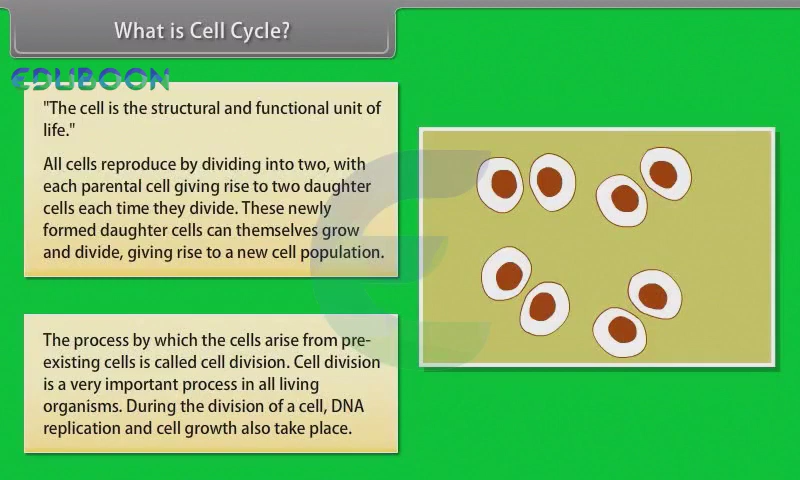 What is Cell Cycle?
EDUBOON
"The cell is the structural and functional unit of
life."
All cells reproduce by dividing into two, with
each parental cell giving rise to two daughter
cells each time they divide. These newly
formed daughter cells can themselves grow
and divide, giving rise to a new cell population.
The process by which the cells arise from pre-
existing cells is called cell division. Cell division
is a very important process in all living
organisms. During the division of a cell, DNA
replication and cell growth also take place.